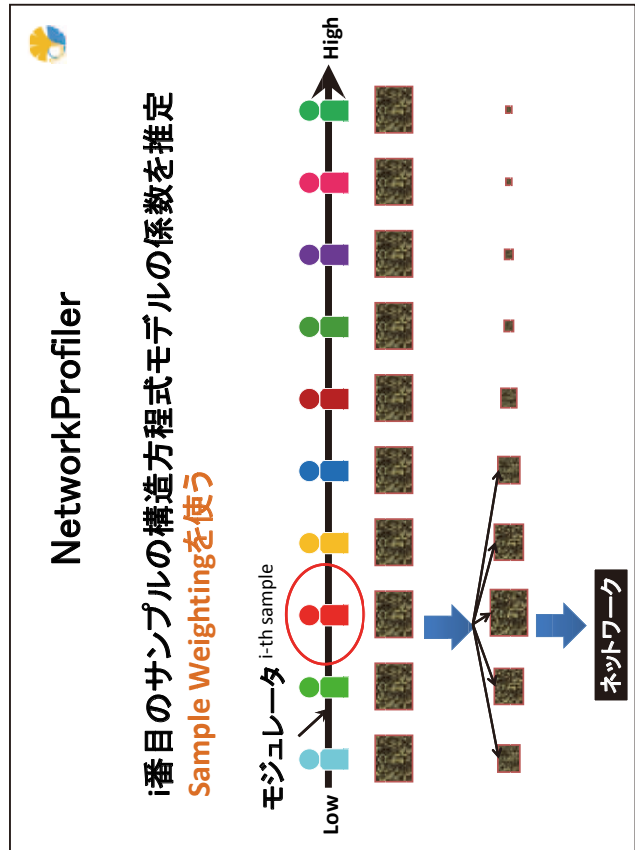 NetworkProfiler
i番目のサンプルの構造方程式モデルの係数を推定
Sample Weightingを使う
モジュレータ
i-th sample
Low
High
ネットワーク